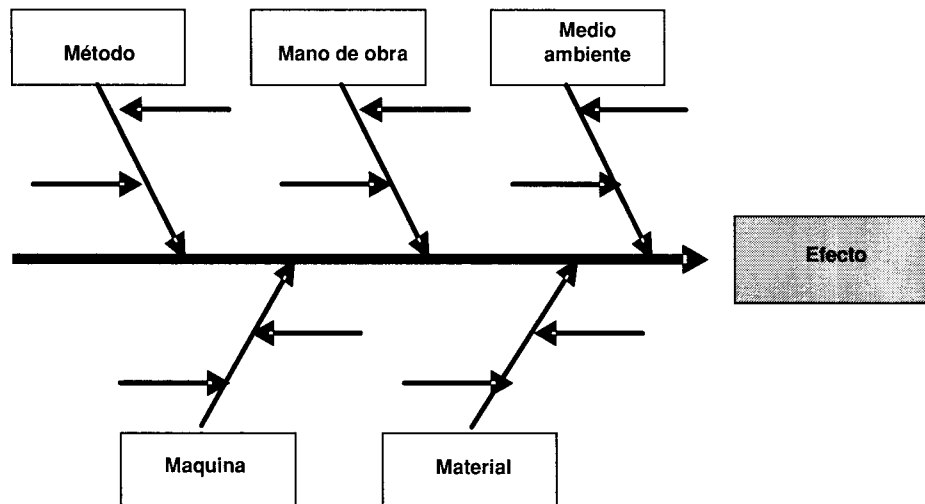 Método
Mano de obra
Medio
ambiente
Efecto
Maquina
Material